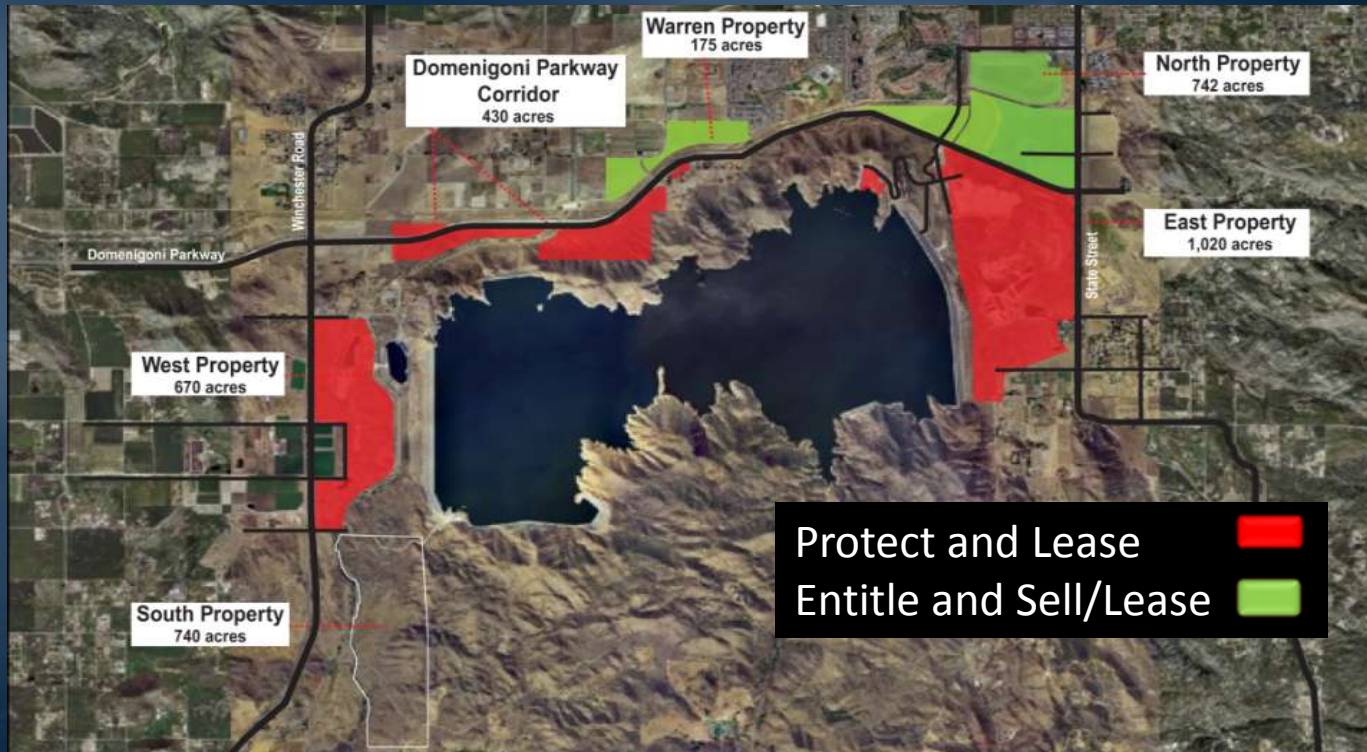 Warren Property
175 acres
Domenigoni Parkway
Corridor
430 acres
North Property
742 acres
Winchester Road
Domenigoni Parkway
East Property
1,020 acres
State Street
West Property
670 acres
Protect and Lease
Entitle and Sell/Lease
South Property
740 acres